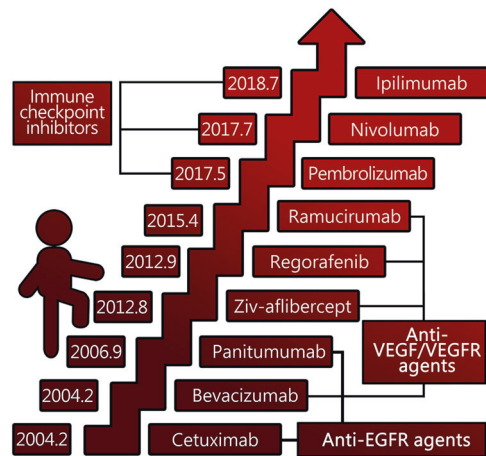 2018.7
Ipilimumab
Immune
checkpoint
inhibitors
2017.7
Nivolumab
2017.5
Pembrolizumab
2015.4
Ramucirumab
2012.9
Regorafenib
2012.8
Ziv-aflibercept
Anti-
VEGF/VEGFR
agents
2006.9
Panitumumab
2004.2
Bevacizumab
2004.2
Cetuximab
Anti-EGFR agents